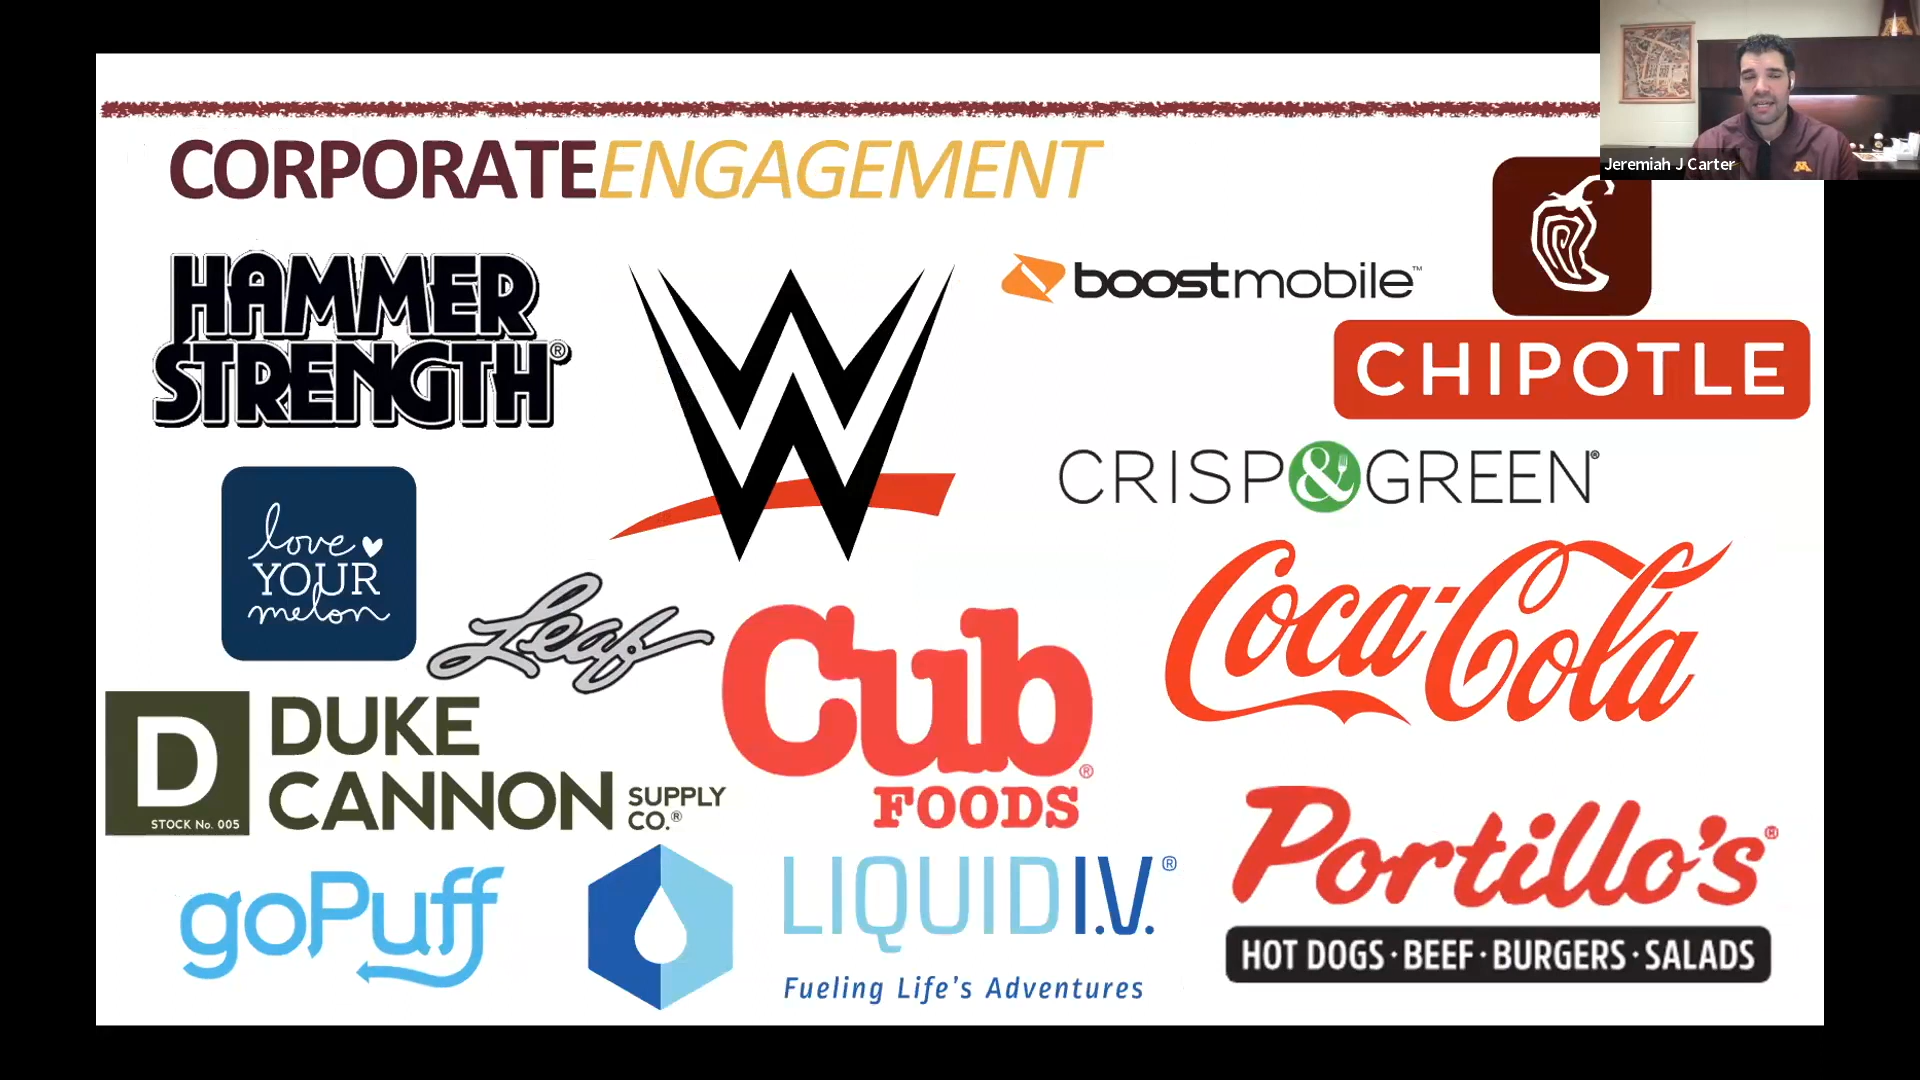 Jeremiah J Carter
CORPORATEENGAGEMENT
HAMMER
STRENGTH®
W
boostmobile™
CHIPOTLE
CRISP&GREEN®
love
YOUR
melon
Leaf
Coca-Cola
Cub®
FOODS
D
STOCK No. 005
DUKE
CANNON
SUPPLY
CO.®
goPuff
LIQUID I.V.®
Fueling Life's Adventures
Portillo's®
HOT DOGS · BEEF · BURGERS · SALADS
M